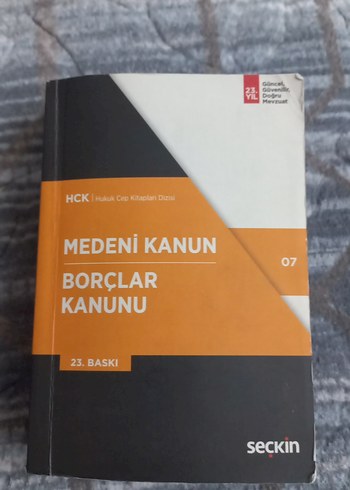 23.
YIL
Güncel,
Güvenilir,
Doğru
Mevzuat
HCK | Hukuk Cep Kitapları Dizisi
MEDENİ KANUN
BORÇLAR
KANUNU
07
23. BASKI
seçkin